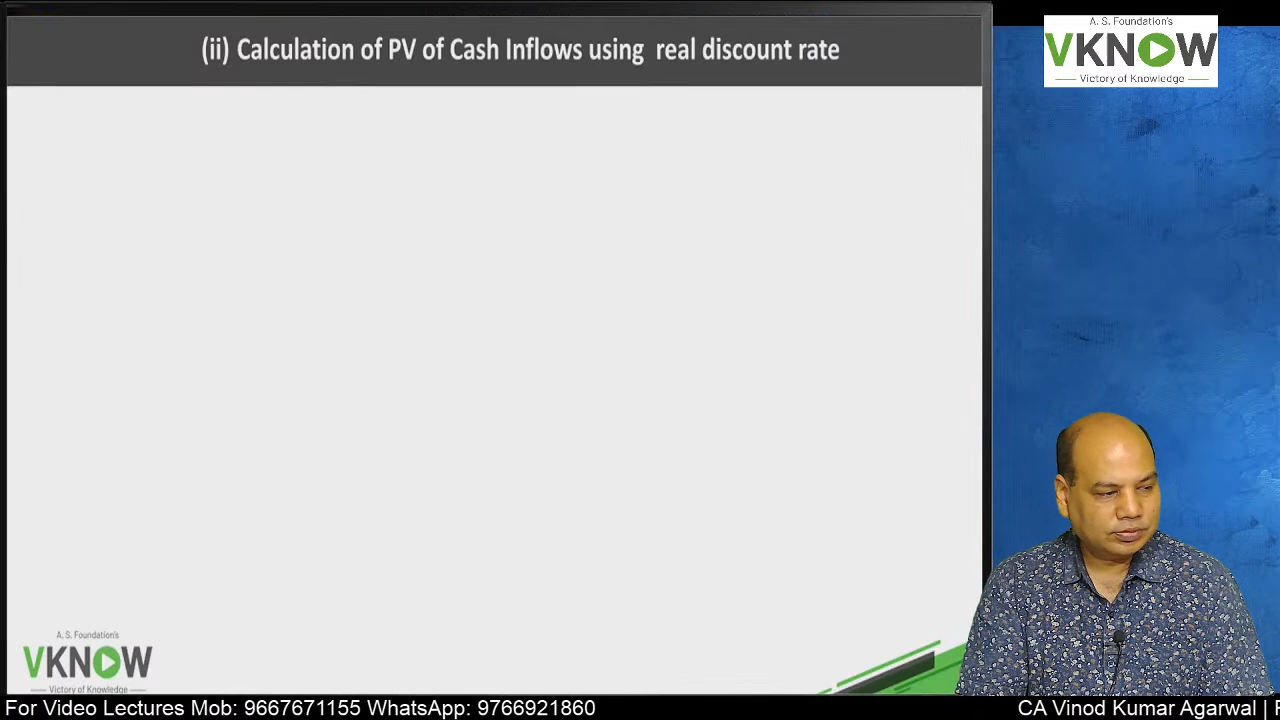 (ii) Calculation of PV of Cash Inflows using real discount rate
A. S. Foundation's
VKNOW
Victory of Knowledge
A. S. Foundation's
VKNOW
Victory of Knowledge
For Video Lectures Mob: 9667671155 WhatsApp: 9766921860
CA Vinod Kumar Agarwal |